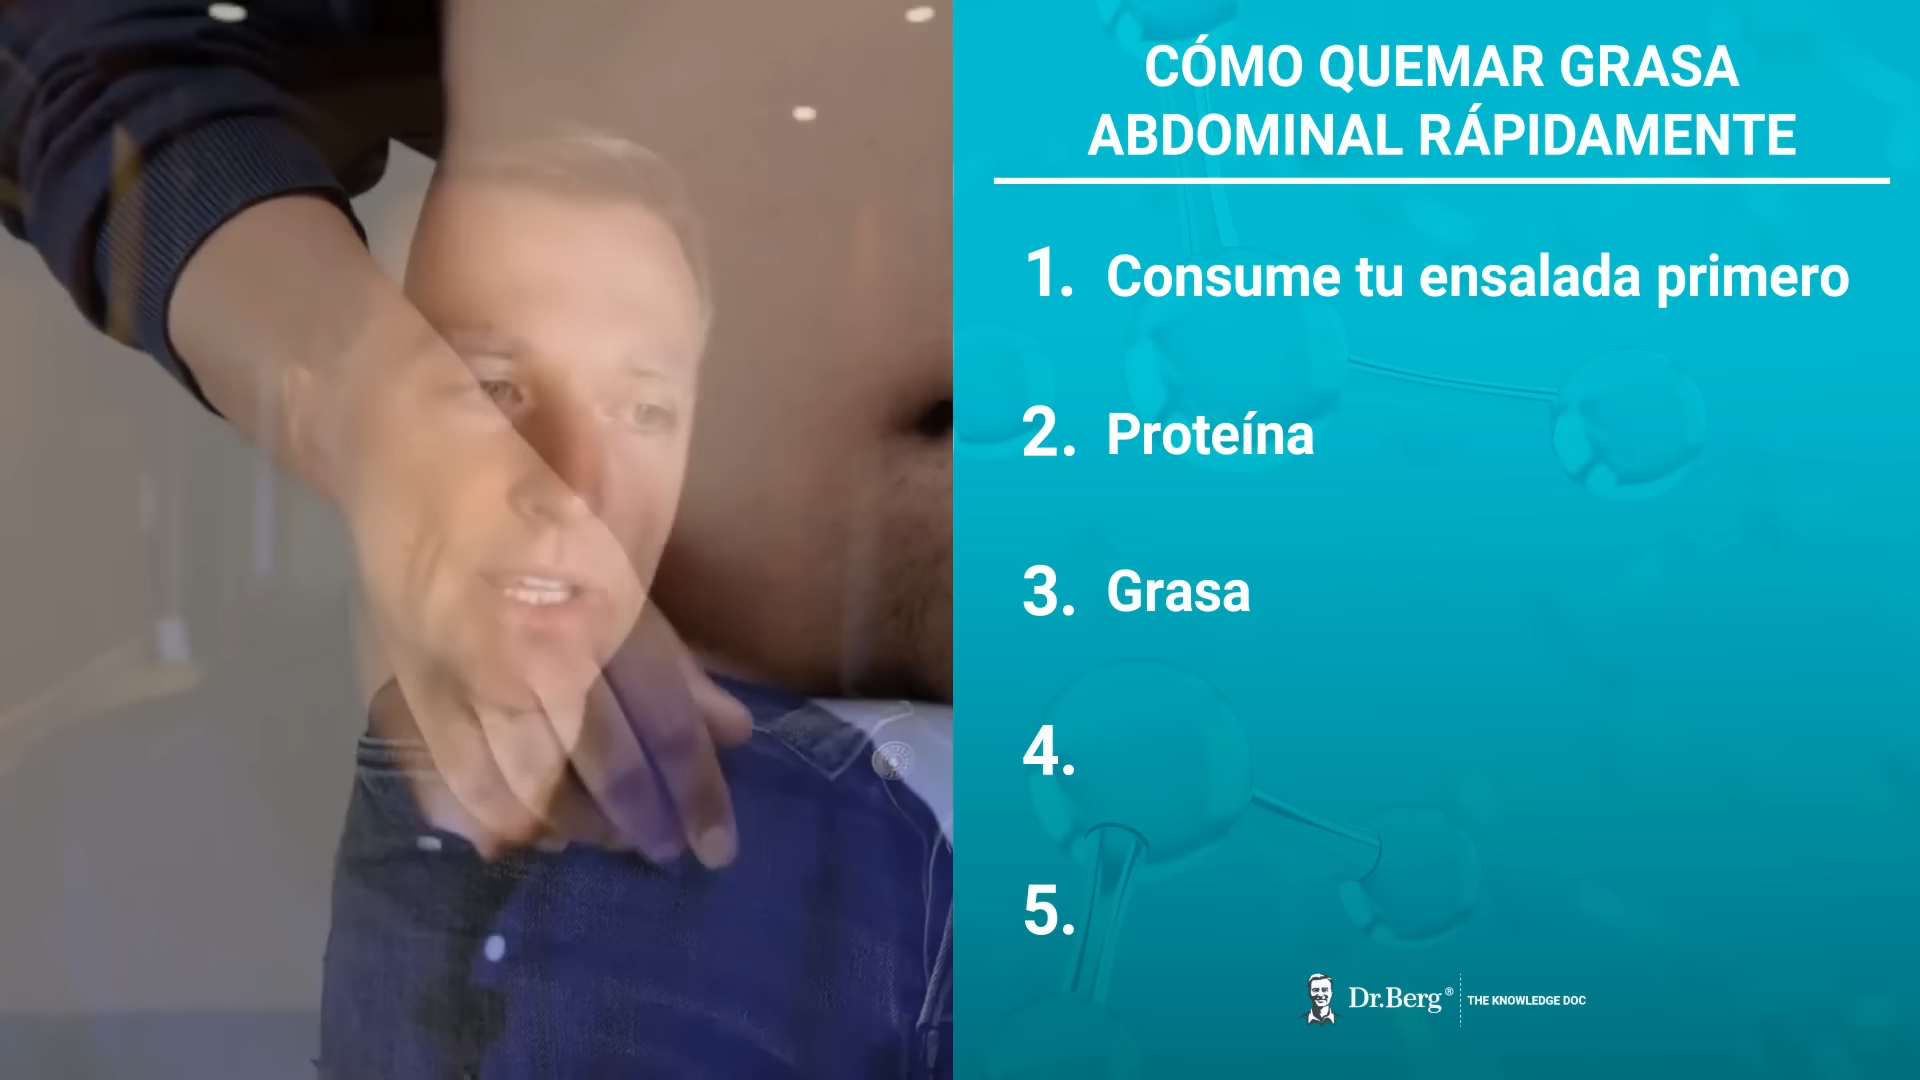 CÓMO QUEMAR GRASA
ABDOMINAL RÁPIDAMENTE
1. Consume tu ensalada primero
2. Proteína
3. Grasa
4.
5.
Dr.Berg® THE KNOWLEDGE DOC